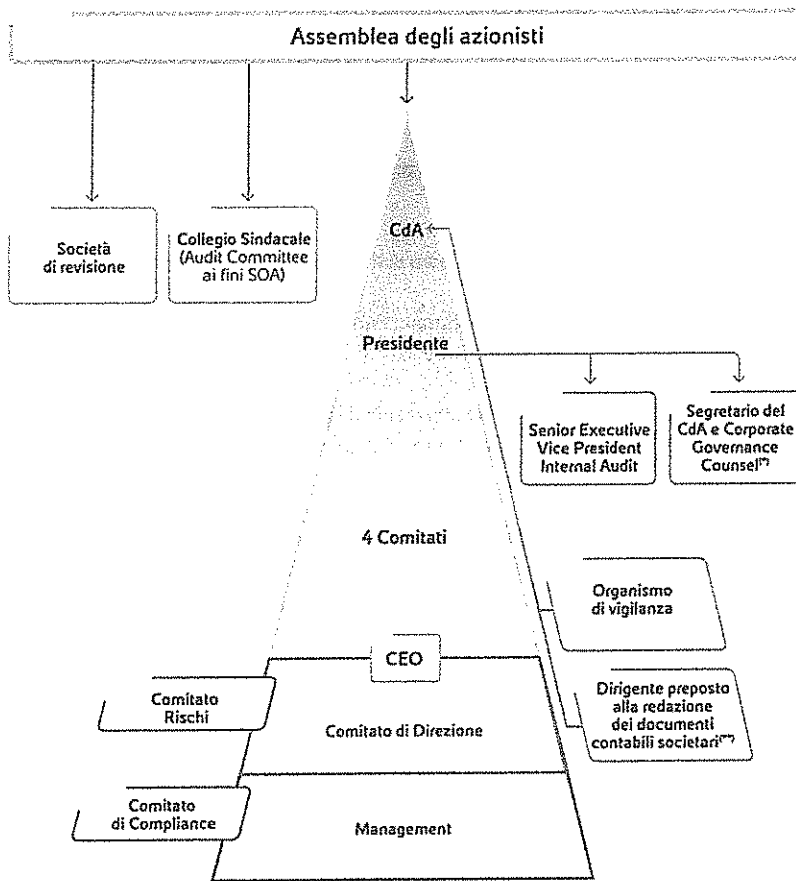 Assemblea degli azionisti
Società
di revisione
Collegio Sindacale
(Audit Committee
ai fini SOA)
CdA
Presidente
Senior Executive
Vice President
Internal Audit
Segretario del
CdA e Corporate
Governance
Counsel(*)
4 Comitati
Organismo
di vigilanza
CEO
Comitato
Rischi
Comitato di Direzione
Dirigente preposto
alla redazione
dei documenti
contabili societari(**)
Comitato
di Compliance
Management